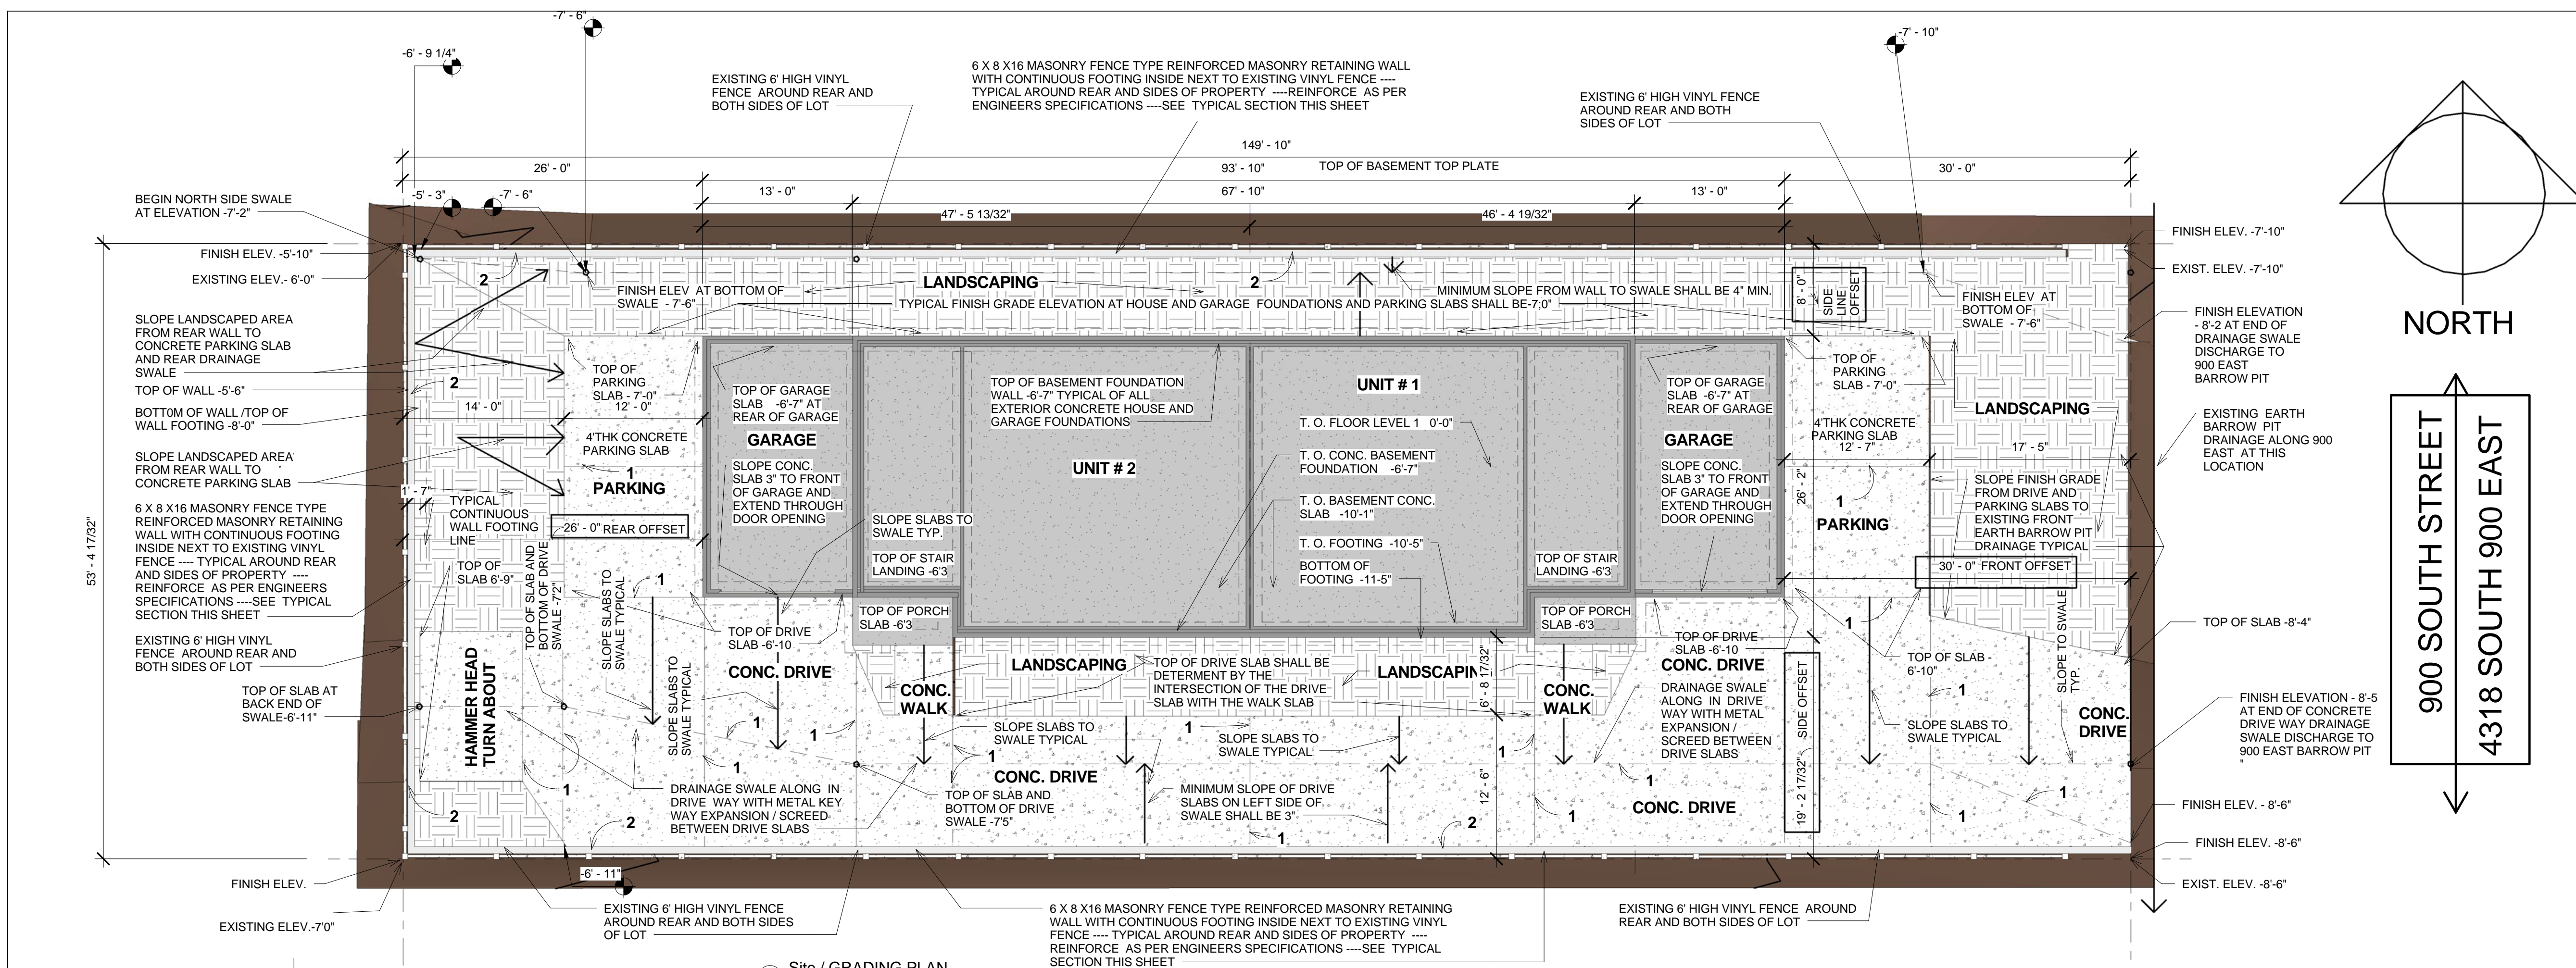 -7' - 6"
-6' - 9 1/4"
-7' - 10"
EXISTING 6' HIGH VINYL
FENCE AROUND REAR AND
BOTH SIDES OF LOT
6 X 8 X16 MASONRY FENCE TYPE REINFORCED MASONRY RETAINING WALL
WITH CONTINUOUS FOOTING INSIDE NEXT TO EXISTING VINYL FENCE ----
TYPICAL AROUND REAR AND SIDES OF PROPERTY ----REINFORCE AS PER
ENGINEERS SPECIFICATIONS ----SEE TYPICAL SECTION THIS SHEET
EXISTING 6' HIGH VINYL FENCE
AROUND REAR AND BOTH
SIDES OF LOT
149' - 10"
26' - 0"
93' - 10"
TOP OF BASEMENT TOP PLATE
30' - 0"
13' - 0"
67' - 10"
13' - 0"
47' - 5 13/32"
46' - 4 19/32"
-5' - 3"
-7' - 6"
BEGIN NORTH SIDE SWALE
AT ELEVATION -7'-2"
FINISH ELEV. -5'-10"
EXISTING ELEV.- 6'-0"
SLOPE LANDSCAPED AREA
FROM REAR WALL TO
CONCRETE PARKING SLAB
AND REAR DRAINAGE
SWALE
TOP OF WALL -5'-6"
BOTT0M OF WALL /TOP OF
WALL FOOTING -8'-0"
SLOPE LANDSCAPED AREA
FROM REAR WALL TO
CONCRETE PARKING SLAB
6 X 8 X16 MASONRY FENCE TYPE
REINFORCED MASONRY RETAINING
WALL WITH CONTINUOUS FOOTING
INSIDE NEXT TO EXISTING VINYL
FENCE ---- TYPICAL AROUND REAR
AND SIDES OF PROPERTY ----
REINFORCE AS PER ENGINEERS
SPECIFICATIONS ----SEE TYPICAL
SECTION THIS SHEET
EXISTING 6' HIGH VINYL
FENCE AROUND REAR AND
BOTH SIDES OF LOT
TOP OF SLAB AT
BACK END OF
SWALE-6'-11"
53' - 4 17/32"
FINISH ELEV.
EXISTING ELEV.-7'0"
2
LANDSCAPING
2
FINISH ELEV AT BOTTOM OF
SWALE - 7'-6"
MINIMUM SLOPE FROM WALL TO SWALE SHALL BE 4" MIN.
TYPICAL FINISH GRADE ELEVATION AT HOUSE AND GARAGE FOUNDATIONS AND PARKING SLABS SHALL BE-7;0"
8' - 0"
SIDE
LINE
OFFSET
FINISH ELEV AT
BOTTOM OF
SWALE - 7'-6"
2
14' - 0"
TOP OF
PARKING
SLAB - 7'-0"
12' - 0"
4'THK CONCRETE
PARKING SLAB
1
PARKING
1' - 7"
TYPICAL
CONTINUOUS
WALL FOOTING
LINE
26' - 0" REAR OFFSET
TOP OF
SLAB 6'-9"
TOP OF SLAB AND
BOTTOM OF DRIVE
SWALE -7'2"
SLOPE SLABS TO
SWALE TYPICAL
1
SLOPE SLABS TO
SWALE TYPICAL
HAMMER HEAD
TURN ABOUT
TOP OF GARAGE
SLAB -6'-7" AT
REAR OF GARAGE
GARAGE
SLOPE CONC.
SLAB 3" TO FRONT
OF GARAGE AND
EXTEND THROUGH
DOOR OPENING
SLOPE SLABS TO
SWALE TYP.
TOP OF STAIR
LANDING -6'3
TOP OF PORCH
SLAB -6'3
TOP OF BASEMENT FOUNDATION
WALL -6'-7" TYPICAL OF ALL
EXTERIOR CONCRETE HOUSE AND
GARAGE FOUNDATIONS
UNIT # 2
UNIT # 1
T. O. FLOOR LEVEL 1 0'-0"
T. O. CONC. BASEMENT
FOUNDATION -6'-7"
T. O. BASEMENT CONC.
SLAB -10'-1"
T. O. FOOTING -10'-5"
BOTTOM OF
FOOTING -11-5"
TOP OF STAIR
LANDING -6'3
TOP OF PORCH
SLAB -6'3
TOP OF GARAGE
SLAB -6'-7" AT
REAR OF GARAGE
GARAGE
SLOPE CONC.
SLAB 3" TO FRONT
OF GARAGE AND
EXTEND THROUGH
DOOR OPENING
TOP OF
PARKING
SLAB - 7'-0"
4'THK CONCRETE
PARKING SLAB
12' - 7"
26' - 2"
1
PARKING
LANDSCAPING
17' - 5"
SLOPE FINISH GRADE
FROM DRIVE AND
PARKING SLABS TO
EXISTING FRONT
EARTH BARROW PIT
DRAINAGE TYPICAL
30' - 0" FRONT OFFSET
TOP OF DRIVE
SLAB -6'-10
CONC. DRIVE
CONC.
WALK
LANDSCAPING
TOP OF DRIVE SLAB SHALL BE
DETERMENT BY THE
INTERSECTION OF THE DRIVE
SLAB WITH THE WALK SLAB
LANDSCAPIN
6' - 8 17/32"
CONC.
WALK
TOP OF DRIVE
SLAB -6'-10
CONC. DRIVE
DRAINAGE SWALE
ALONG IN DRIVE
WAY WITH METAL
EXPANSION /
SCREED BETWEEN
DRIVE SLABS
19' - 2 17/32" SIDE OFFSET
1
TOP OF SLAB -
6'-10"
1
SLOPE SLABS TO
SWALE TYPICAL
SLOPE TO SWALE
TYP.
CONC.
DRIVE
1
1
1
1
1
SLOPE SLABS TO
SWALE TYPICAL
1
SLOPE SLABS TO
SWALE TYPICAL
1
CONC. DRIVE
12' - 6"
1
CONC. DRIVE
1
1
1
1
2
DRAINAGE SWALE ALONG IN
DRIVE WAY WITH METAL KEY
WAY EXPANSION / SCREED
BETWEEN DRIVE SLABS
2
TOP OF SLAB AND
BOTTOM OF DRIVE
SWALE -7'5"
MINIMUM SLOPE OF DRIVE
SLABS ON LEFT SIDE OF
SWALE SHALL BE 3"
1
2
-6' - 11"
EXISTING 6' HIGH VINYL FENCE
AROUND REAR AND BOTH SIDES
OF LOT
6 X 8 X16 MASONRY FENCE TYPE REINFORCED MASONRY RETAINING
WALL WITH CONTINUOUS FOOTING INSIDE NEXT TO EXISTING VINYL
FENCE ---- TYPICAL AROUND REAR AND SIDES OF PROPERTY ----
REINFORCE AS PER ENGINEERS SPECIFICATIONS ----SEE TYPICAL
SECTION THIS SHEET
EXISTING 6' HIGH VINYL FENCE AROUND
REAR AND BOTH SIDES OF LOT
FINISH ELEV. -7'-10"
EXIST. ELEV. -7'-10"
FINISH ELEVATION
- 8'-2 AT END OF
DRAINAGE SWALE
DISCHARGE TO
900 EAST
BARROW PIT
EXISTING EARTH
BARROW PIT
DRAINAGE ALONG 900
EAST AT THIS
LOCATION
TOP OF SLAB -8'-4"
FINISH ELEVATION - 8'-5
AT END OF CONCRETE
DRIVE WAY DRAINAGE
SWALE DISCHARGE TO
900 EAST BARROW PIT
"
FINISH ELEV. - 8'-6"
FINISH ELEV. -8'-6"
EXIST. ELEV. -8'-6"
NORTH
900 SOUTH STREET
4318 SOUTH 900 EAST
Site / GRADING PLAN